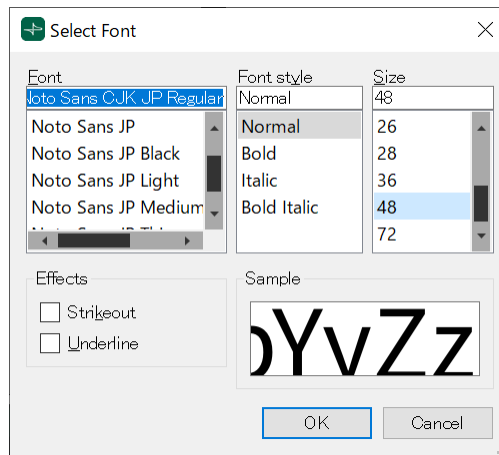 Select Font
Font
Noto Sans CJK JP Regular
Noto Sans JP
Noto Sans JP Black
Noto Sans JP Light
Noto Sans JP Medium
Font style
Normal
Normal
Bold
Italic
Bold Italic
Size
48
26
28
36
48
72
Effects
Strikeout
Underline
Sample
YvZz
OK
Cancel